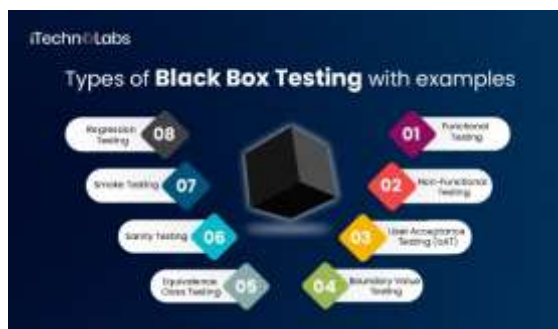 iTechnoLabs
Types of Black Box Testing with examples
Regression
Testing
08
01
Functional
Testing
Smoke Testing
07
02
Non-Functional
Testing
Sanity Testing
06
03
User Acceptance
Testing (UAT)
Equivalence
Class Testing
05
04
Boundary Value
Testing